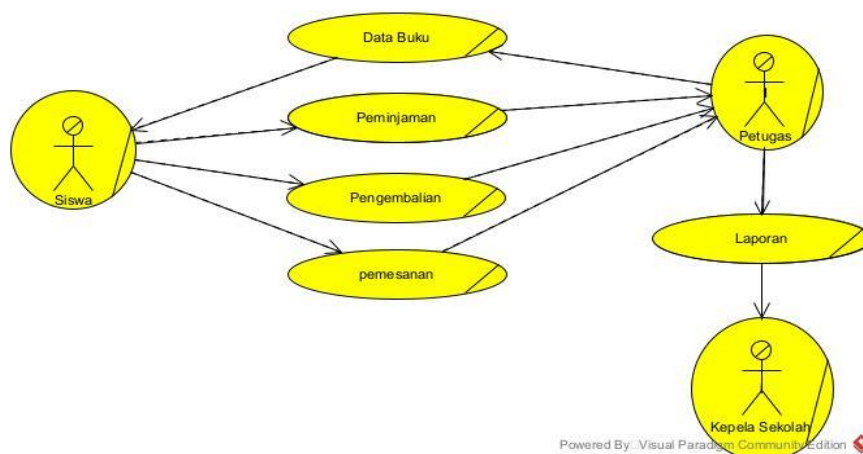 Data Buku
Siswa
Peminjaman
Petugas
Pengembalian
Laporan
pemesanan
Kepela Sekolah
Powered By Visual Paradigm Community Edition